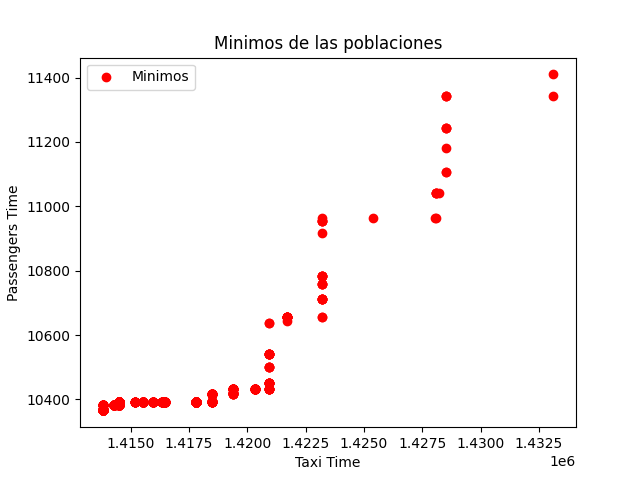 Minimos de las poblaciones
Minimos
Passengers Time
11400
11200
11000
10800
10600
10400
1.4150 1.4175 1.4200 1.4225 1.4250 1.4275 1.4300 1.4325
1e6
Taxi Time